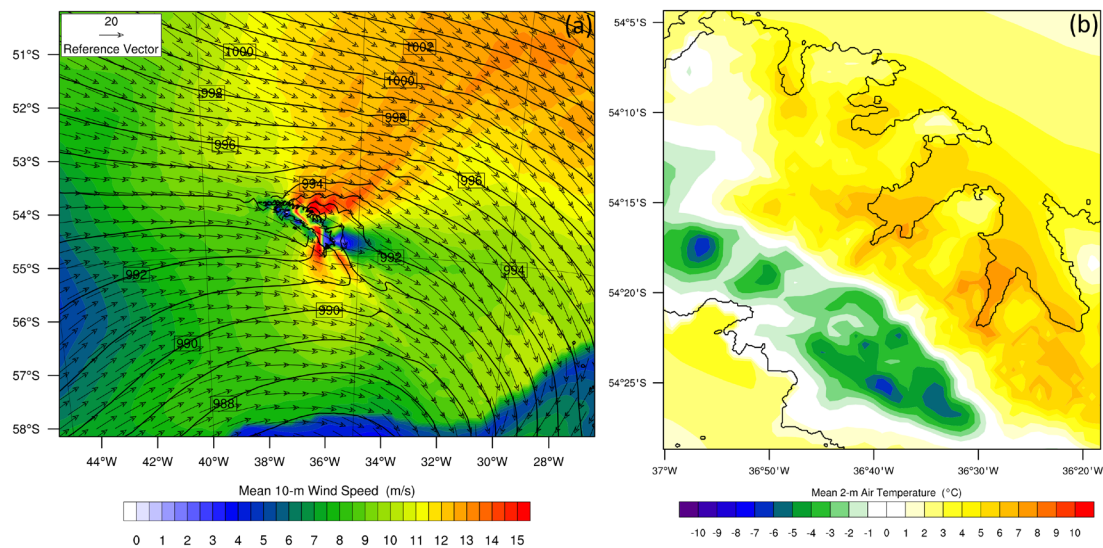 20
Reference Vector
(a)
51°S
52°S
53°S
54°S
55°S
56°S
57°S
58°S
1000
1002
1000
998
998
996
996
994
992
992
994
990
990
988
44°W 42°W 40°W 38°W 36°W 34°W 32°W 30°W 28°W
Mean 10-m Wind Speed (m/s)
0 1 2 3 4 5 6 7 8 9 10 11 12 13 14 15
(b)
54°5'S
54°10'S
54°15'S
54°20'S
54°25'S
37°W 36°50'W 36°40'W 36°30'W 36°20'W
Mean 2-m Air Temperature (°C)
-10 -9 -8 -7 -6 -5 -4 -3 -2 -1 0 1 2 3 4 5 6 7 8 9 10